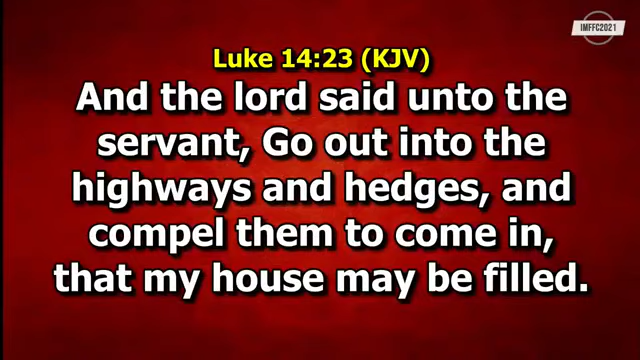 IMFFC2021
Luke 14:23 (KJV)
And the lord said unto the
servant, Go out into the
highways and hedges, and
compel them to come in,
that my house may be filled.